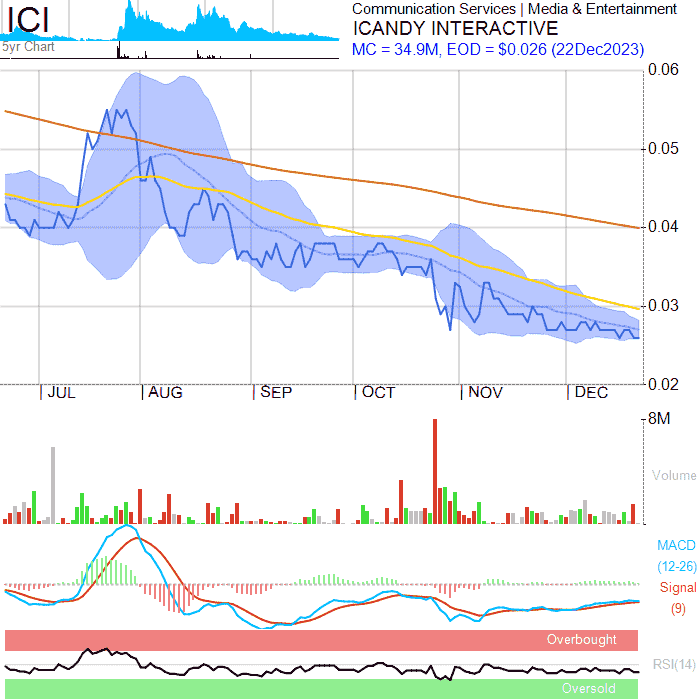 ICI
5yr Chart
Communication Services | Media & Entertainment
ICANDY INTERACTIVE
MC = 34.9M, EOD = $0.026 (22Dec2023)
0.06
0.05
0.04
0.03
0.02
JUL AUG SEP OCT NOV DEC
8M
Volume
MACD
(12-26)
Signal
(9)
Overbought
RSI(14)
Oversold